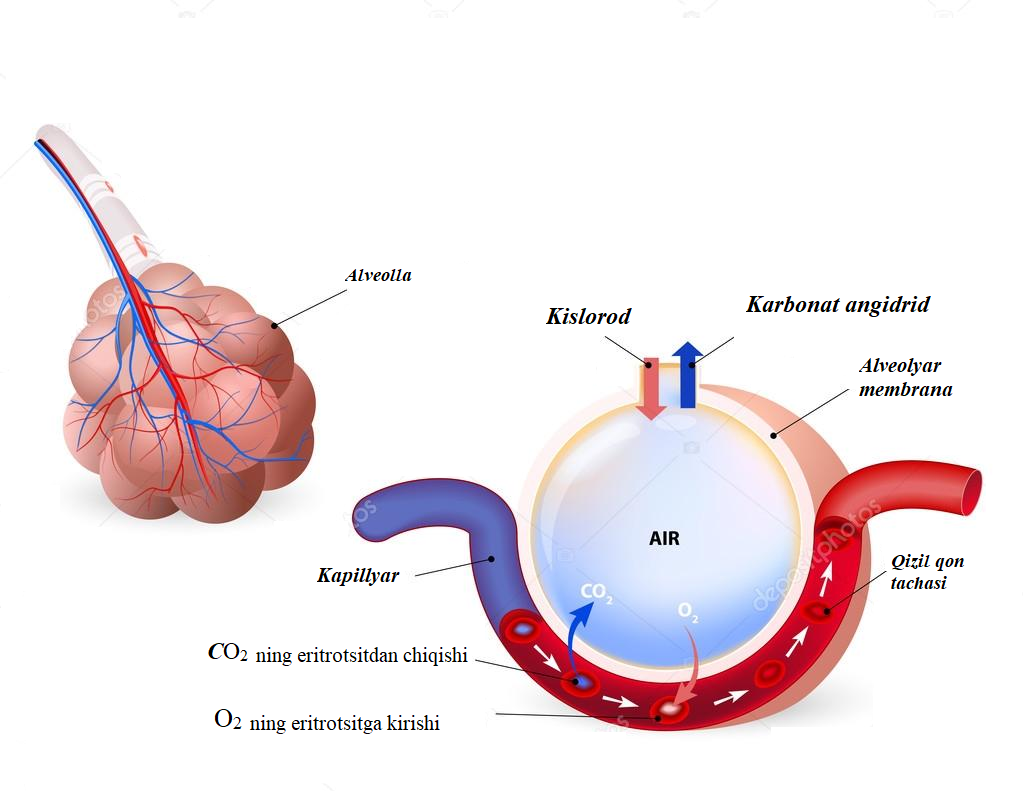 Alveolla
Kislorod
Karbonat angidrid
Alveolyar
membrana
AIR
Kapillyar
Qizil qon
tachasi
CO2
O2
CO2 ning eritrotsitdan chiqishi
O2 ning eritrotsitga kirishi
depositphotos